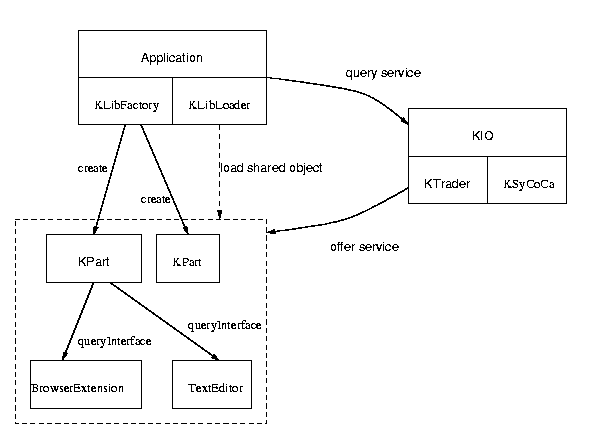 Application
query service
KLibFactory
KLibLoader
KIO
create
load shared object
KTrader
KSyCoCa
create
offer service
KPart
KPart
queryInterface
queryInterface
BrowserExtension
TextEditor